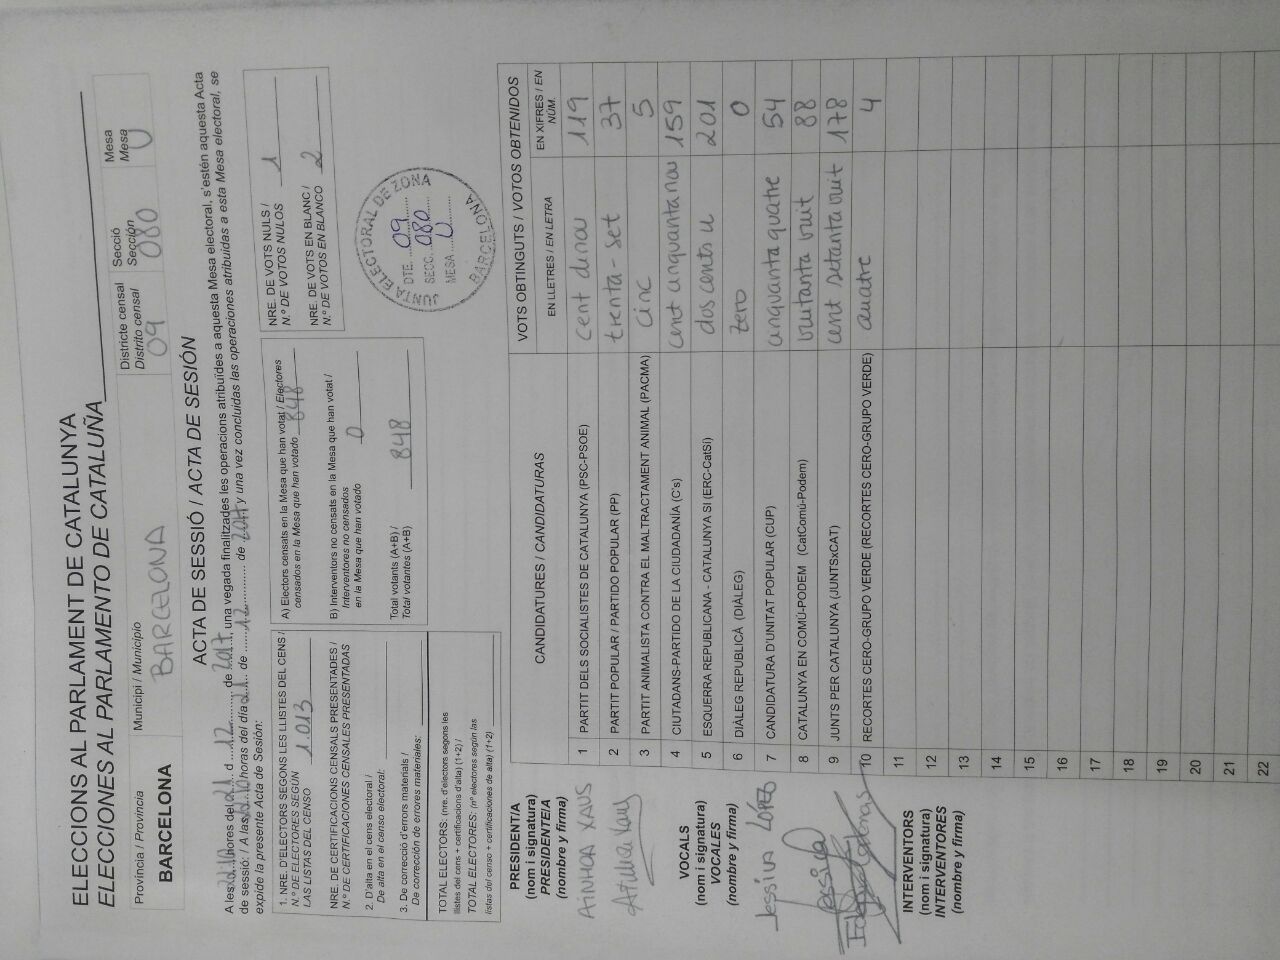 ELECCIONS AL PARLAMENT DE CATALUNYA
ELECCIONES AL PARLAMENTO DE CATALUÑA
Província / Provincia
BARCELONA
Municipi / Municipio
BARCELONA
Districte censal
Distrito censal
09
Secció
Sección
080
Mesa
Mesa
U
ACTA DE SESSIÓ / ACTA DE SESIÓN
A les hores del d 12 de 2017, una vegada finalitzades les operacions atribuïdes a aquesta Mesa electoral, s'estén aquesta Acta
de sessió: / A las horas del día de 12 de 2017 y una vez concluidas las operaciones atribuidas a esta Mesa electoral, se
expide la presente Acta de Sesión:
1. NRE. D'ELECTORS SEGONS LES LLISTES DEL CENS /
N.º DE ELECTORES SEGÚN
LAS LISTAS DEL CENSO 1.013
NRE. DE CERTIFICACIONS CENSALS PRESENTADES /
N.º DE CERTIFICACIONES CENSALES PRESENTADAS
2. D'alta en el cens electoral /
De alta en el censo electoral:
3. De correcció d'errors materials /
De corrección de errores materiales:
TOTAL ELECTORS: (nre. d'electors segons les
llistes del cens + certificacions d'alta) (1+2) /
TOTAL ELECTORES: (nº electores según las
listas del censo + certificaciones de alta) (1+2)
A) Electors censats en la Mesa que han votat / Electores
censados en la Mesa que han votado 848
B) Interventors no censats en la Mesa que han votat /
Interventores no censados
en la Mesa que han votado 0
Total votants (A+B) /
Total votantes (A+B) 848
NRE. DE VOTS NULS /
N.º DE VOTOS NULOS 1
NRE. DE VOTS EN BLANC /
N.º DE VOTOS EN BLANCO 2
JUNTA ELECTORAL DE ZONA
DTE. 09
SECC. 080
MESA U
BARCELONA
PRESIDENT/A
(nom i signatura)
PRESIDENTE/A
(nombre y firma)
AINHOA XAUS
VOCALS
(nom i signatura)
VOCALES
(nombre y firma)
Jessica LÓPEZ
INTERVENTORS
(nom i signatura)
INTERVENTORES
(nombre y firma)
CANDIDATURES / CANDIDATURAS
VOTS OBTINGUTS / VOTOS OBTENIDOS
EN LLETRES / EN LETRA
EN XIFRES / EN NÚM.
1 PARTIT DELS SOCIALISTES DE CATALUNYA (PSC-PSOE) cent dinou 119
2 PARTIT POPULAR / PARTIDO POPULAR (PP) trenta-set 37
3 PARTIT ANIMALISTA CONTRA EL MALTRACTAMENT ANIMAL (PACMA) cinc 5
4 CIUTADANS-PARTIDO DE LA CIUDADANÍA (C's) cent cinquanta nou 159
5 ESQUERRA REPUBLICANA - CATALUNYA SÍ (ERC-CatSí) dos cents u 201
6 DIÀLEG REPUBLICÀ (DIÀLEG) zero 0
7 CANDIDATURA D'UNITAT POPULAR (CUP) cinquanta quatre 54
8 CATALUNYA EN COMÚ-PODEM (CatComú-Podem) vuitanta vuit 88
9 JUNTS PER CATALUNYA (JUNTSxCAT) cent setanta vuit 178
10 RECORTES CERO-GRUPO VERDE (RECORTES CERO-GRUPO VERDE) quatre 4
11
12
13
14
15
16
17
18
19
20
21
22